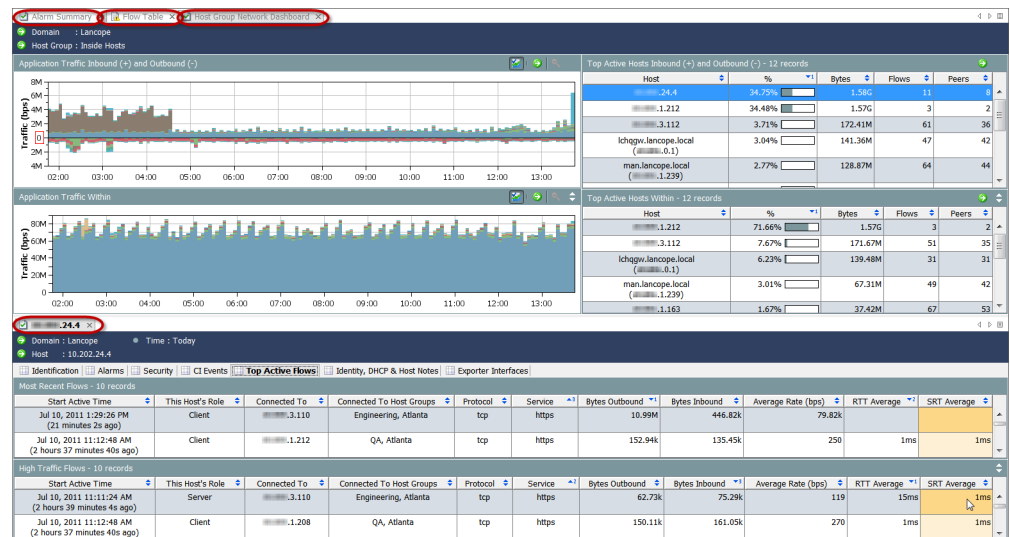 Alarm Summary Flow Table Host Group Network Dashboard
Domain : Lancope
Host Group : Inside Hosts
Application Traffic Inbound (+) and Outbound (-)
8M
6M
4M
2M
0
2M
4M
Traffic (bps)
02:00 03:00 04:00 05:00 06:00 07:00 08:00 09:00 10:00 11:00 12:00 13:00
Top Active Hosts Inbound (+) and Outbound (-) - 12 records
Host % Bytes Flows Peers
.24.4 34.75% 1.58G 11 8
.1.212 34.48% 1.57G 3 2
.3.112 3.71% 172.41M 61 36
lchqgw.lancope.local 3.04% 141.36M 47 42
( .0.1)
man.lancope.local 2.77% 128.87M 64 44
( .1.239)
Application Traffic Within
80M
60M
40M
20M
0
Traffic (bps)
02:00 03:00 04:00 05:00 06:00 07:00 08:00 09:00 10:00 11:00 12:00 13:00
Top Active Hosts Within - 12 records
Host % Bytes Flows Peers
.1.212 71.66% 1.57G 3 2
.3.112 7.67% 171.67M 51 35
lchqgw.lancope.local 6.23% 139.48M 31 31
( .0.1)
man.lancope.local 3.01% 67.31M 49 42
( .1.239)
.1.163 1.67% 37.42M 67 53
.24.4
Domain : Lancope Time : Today
Host : 10.202.24.4
Identification Alarms Security CI Events Top Active Flows Identity, DHCP & Host Notes Exporter Interfaces
Most Recent Flows - 10 records
Start Active Time This Host's Role Connected To Connected To Host Groups Protocol Service Bytes Outbound Bytes Inbound Average Rate (bps) RTT Average SRT Average
Jul 10, 2011 1:29:26 PM Client .3.110 Engineering, Atlanta tcp https 10.99M 446.82k 79.82k
(21 minutes 2s ago)
Jul 10, 2011 11:12:48 AM Client .1.212 QA, Atlanta tcp https 152.94k 135.45k 250 1ms 1ms
(2 hours 37 minutes 40s ago)
High Traffic Flows - 10 records
Start Active Time This Host's Role Connected To Connected To Host Groups Protocol Service Bytes Outbound Bytes Inbound Average Rate (bps) RTT Average SRT Average
Jul 10, 2011 11:11:24 AM Server .3.110 Engineering, Atlanta tcp https 62.73k 75.29k 119 15ms 1ms
(2 hours 39 minutes 4s ago)
Jul 10, 2011 11:12:48 AM Client .1.208 QA, Atlanta tcp https 150.11k 161.05k 270 1ms 1ms
(2 hours 37 minutes 40s ago)